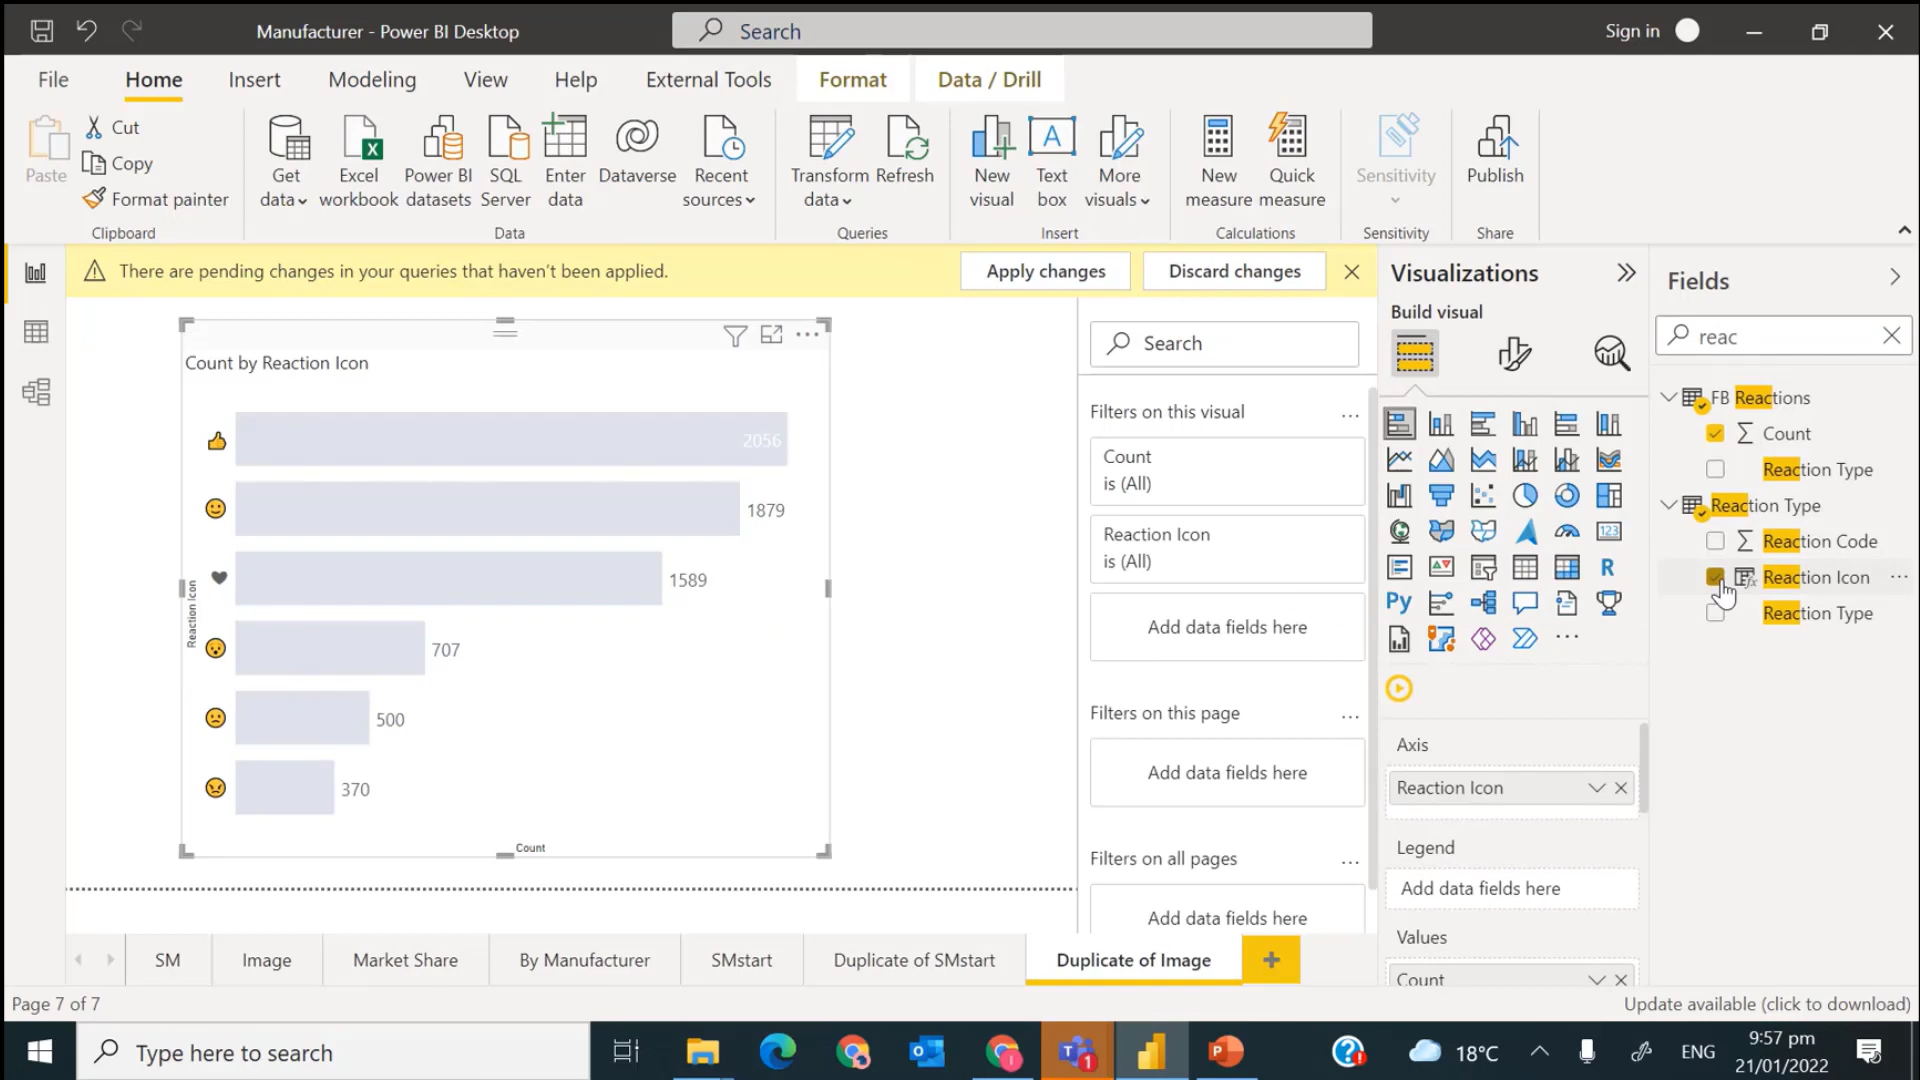 Manufacturer - Power BI Desktop
Search
Sign in
File
Home
Insert
Modeling
View
Help
External Tools
Format
Data / Drill
Paste
Cut
Copy
Format painter
Clipboard
Get data
Excel workbook
Power BI datasets
SQL Server
Enter data
Dataverse
Recent sources
Data
Transform data
Refresh
Queries
New visual
Text box
More visuals
Insert
New measure
Quick measure
Calculations
Sensitivity
Sensitivity
Publish
Share
There are pending changes in your queries that haven't been applied.
Apply changes
Discard changes
Count by Reaction Icon
2056
1879
1589
707
500
370
Reaction Icon
Count
Search
Filters on this visual
Count
is (All)
Reaction Icon
is (All)
Add data fields here
Filters on this page
Add data fields here
Filters on all pages
Add data fields here
Visualizations
Build visual
123
R
Py
Axis
Reaction Icon
Legend
Add data fields here
Values
Count
Fields
reac
FB Reactions
Count
Reaction Type
Reaction Type
Reaction Code
Reaction Icon
Reaction Type
SM
Image
Market Share
By Manufacturer
SMstart
Duplicate of SMstart
Duplicate of Image
Page 7 of 7
Update available (click to download)
Type here to search
18°C
ENG
9:57 pm
21/01/2022